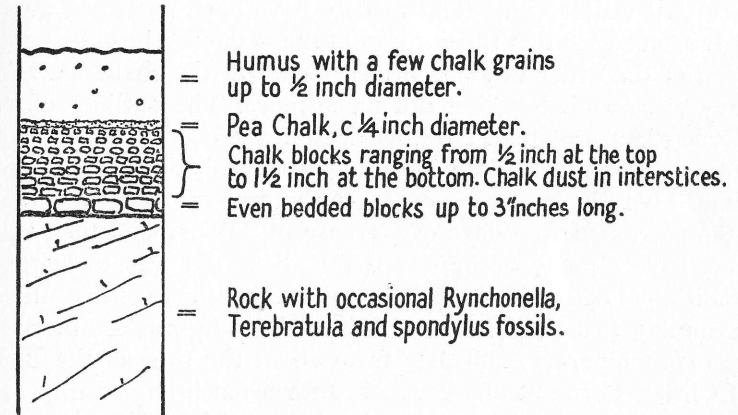 = Humus with a few chalk grains
up to ½ inch diameter.
= Pea Chalk, c ¼ inch diameter.
Chalk blocks ranging from ½ inch at the top
to 1½ inch at the bottom. Chalk dust in interstices.
= Even bedded blocks up to 3"inches long.
= Rock with occasional Rynchonella,
Terebratula and spondylus fossils.